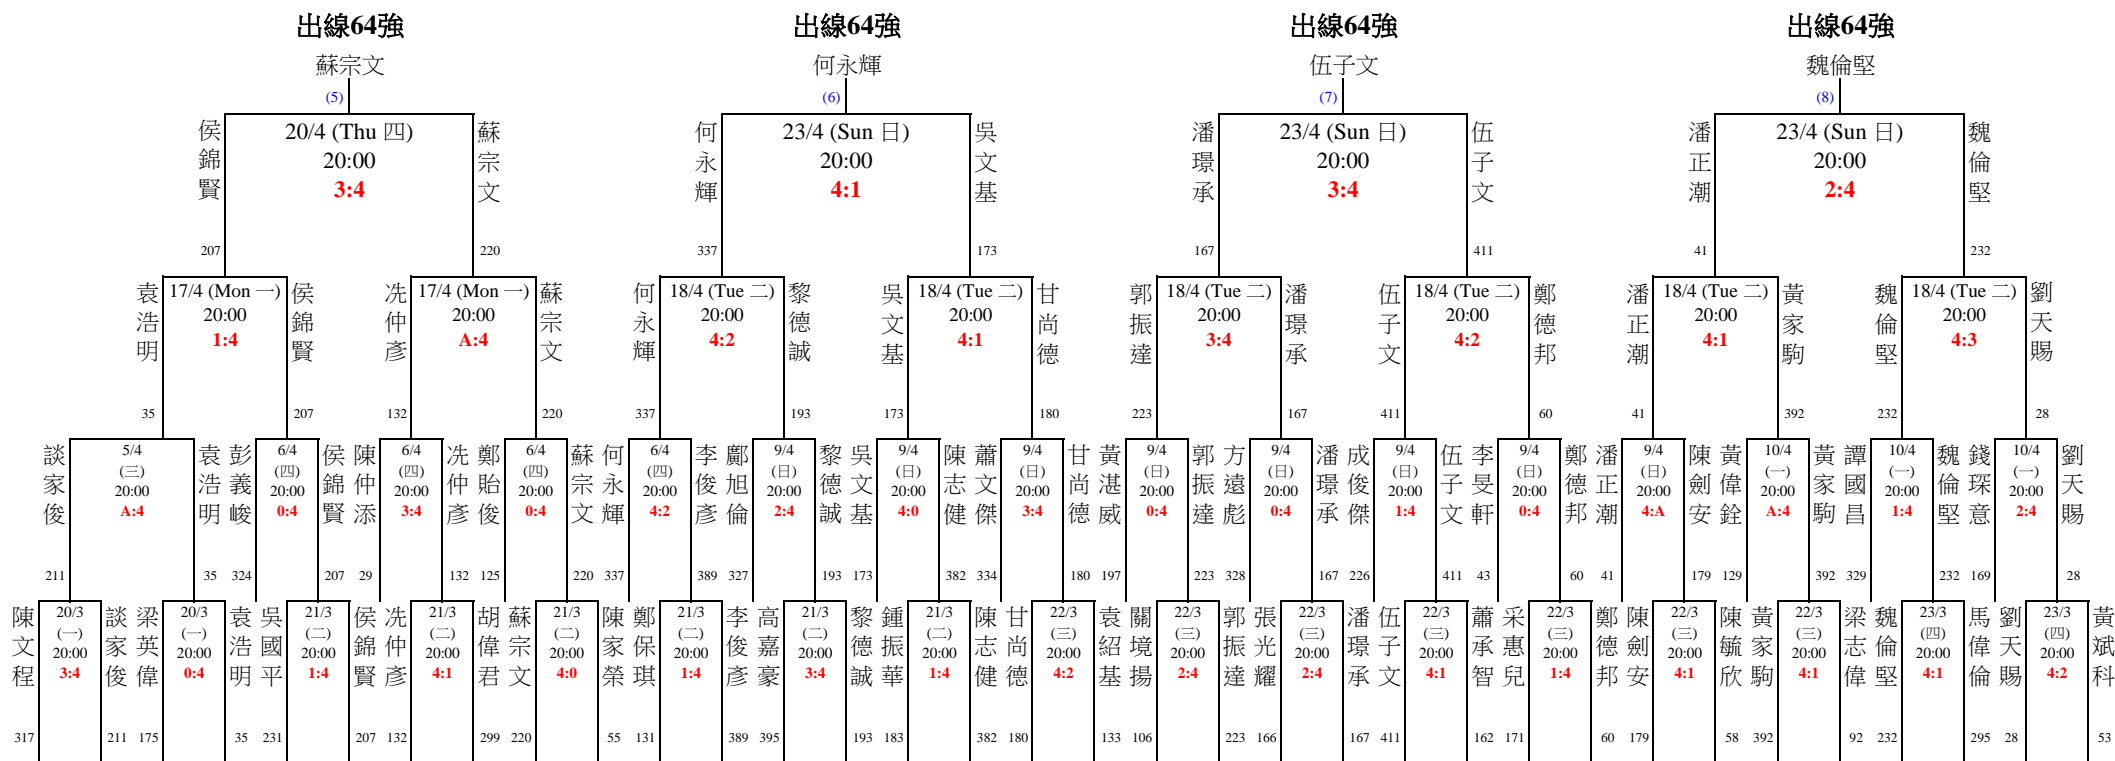 出線64強 出線64強 出線64強 出線64強
蘇宗文 何永輝 伍子文 魏倫堅
(5) (6) (7) (8)
侯錦賢 20/4 (Thu 四) 蘇宗文 何永輝 23/4 (Sun 日) 吳文基 潘璟承 23/4 (Sun 日) 伍子文 潘正潮 23/4 (Sun 日) 魏倫堅
20:00 20:00 20:00 20:00
3:4 4:1 3:4 2:4
207 220 337 173 167 411 41 232
袁浩明 17/4 (Mon 一) 侯錦賢 冼仲彥 17/4 (Mon 一) 蘇宗文 何永輝 18/4 (Tue 二) 黎德誠 吳文基 18/4 (Tue 二) 甘尚德 郭振達 18/4 (Tue 二) 潘璟承 伍子文 18/4 (Tue 二) 鄭德邦 潘正潮 18/4 (Tue 二) 黃家駒 魏倫堅 18/4 (Tue 二) 劉天賜
20:00 20:00 20:00 20:00 20:00 20:00 20:00 20:00
1:4 A:4 4:2 4:1 3:4 4:2 4:1 4:3
35 207 132 220 337 193 173 180 223 167 411 60 41 392 232 28
談家俊 5/4 袁浩明 彭義峻 6/4 侯錦賢 陳仲添 6/4 冼仲彥 鄭貽俊 6/4 蘇宗文 何永輝 6/4 李俊彥 鄺旭倫 9/4 黎德誠 吳文基 9/4 陳志健 蕭文傑 9/4 甘尚德 黃湛威 9/4 郭振達 方遠彪 9/4 潘璟承 成俊傑 9/4 伍子文 李旻軒 9/4 鄭德邦 潘正潮 9/4 陳劍安 黃偉銓 10/4 黃家駒 譚國昌 10/4 魏倫堅 錢琛意 10/4 劉天賜
(三) (四) (四) (四) (四) (日) (日) (日) (日) (日) (日) (日) (日) (一) (一) (一)
20:00 20:00 20:00 20:00 20:00 20:00 20:00 20:00 20:00 20:00 20:00 20:00 20:00 20:00 20:00 20:00
A:4 0:4 3:4 0:4 4:2 2:4 4:0 3:4 0:4 0:4 1:4 0:4 4:A A:4 1:4 2:4
211 35 324 207 29 132 125 220 337 389 327 193 173 382 334 180 197 223 328 167 226 411 43 60 41 179 129 392 329 232 169 28
陳文程 20/3 談家俊 梁英偉 20/3 袁浩明 吳國平 21/3 侯錦賢 冼仲彥 21/3 胡偉君 蘇宗文 21/3 陳家榮 鄭保琪 21/3 李俊彥 高嘉豪 21/3 黎德誠 鍾振華 21/3 陳志健 甘尚德 22/3 袁紹基 關境揚 22/3 郭振達 張光耀 22/3 潘璟承 伍子文 22/3 蕭承智 采惠兒 22/3 鄭德邦 陳劍安 22/3 陳毓欣 黃家駒 22/3 梁志偉 魏倫堅 23/3 馬偉倫 劉天賜 23/3 黃斌科
(一) (一) (二) (二) (二) (二) (二) (二) (三) (三) (三) (三) (三) (三) (三) (四) (四)
20:00 20:00 20:00 20:00 20:00 20:00 20:00 20:00 20:00 20:00 20:00 20:00 20:00 20:00 20:00 20:00 20:00
3:4 0:4 1:4 4:1 4:0 1:4 3:4 1:4 4:2 2:4 2:4 4:1 1:4 4:1 4:1 4:1 4:2
317 211 175 35 231 207 132 299 220 55 131 389 395 193 183 382 180 133 106 223 166 167 411 162 171 60 179 58 392 92 232 295 28 53